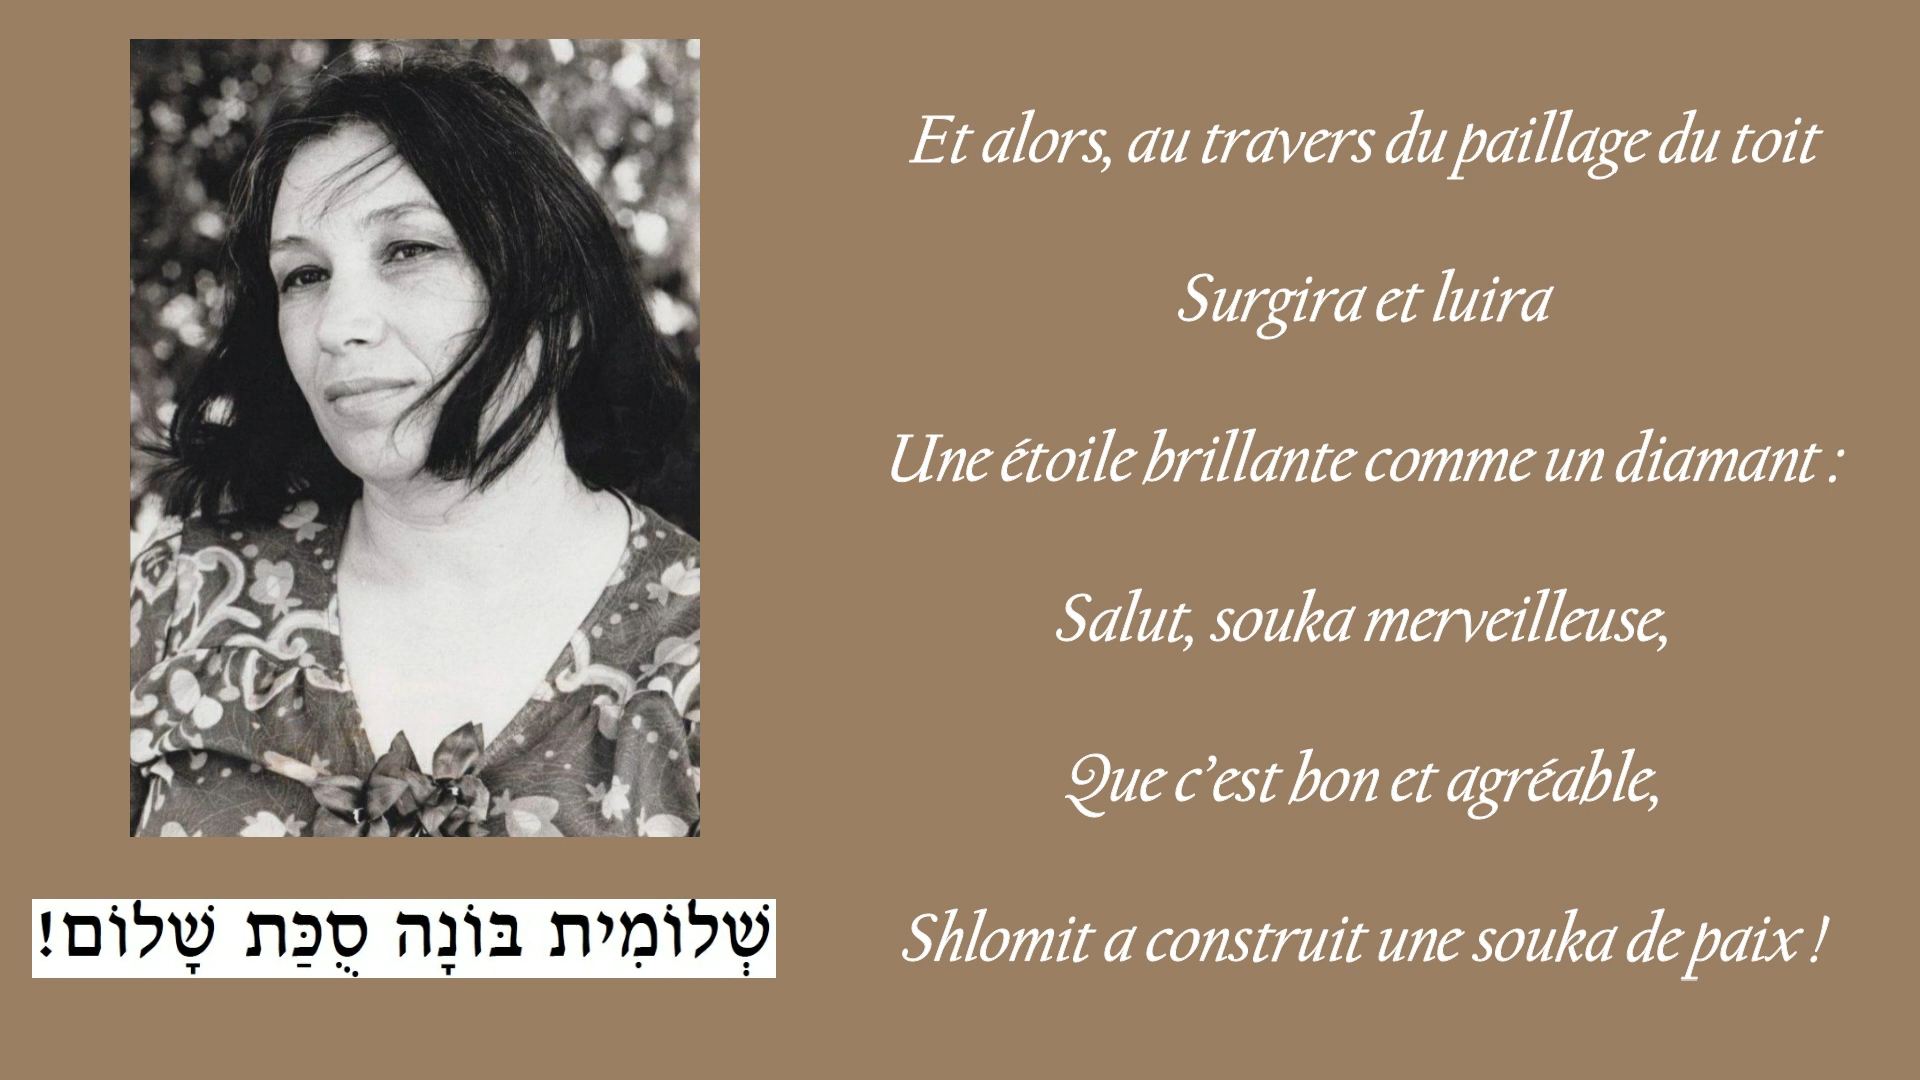 Et alors, au travers du paillage du toit
Surgira et luira
Une étoile brillante comme un diamant :
Salut, souka merveilleuse,
Que c’est bon et agréable,
Shlomit a construit une souka de paix !
שְׁלוֹמִית בּוֹנָה סֻכַּת שָׁלוֹם!